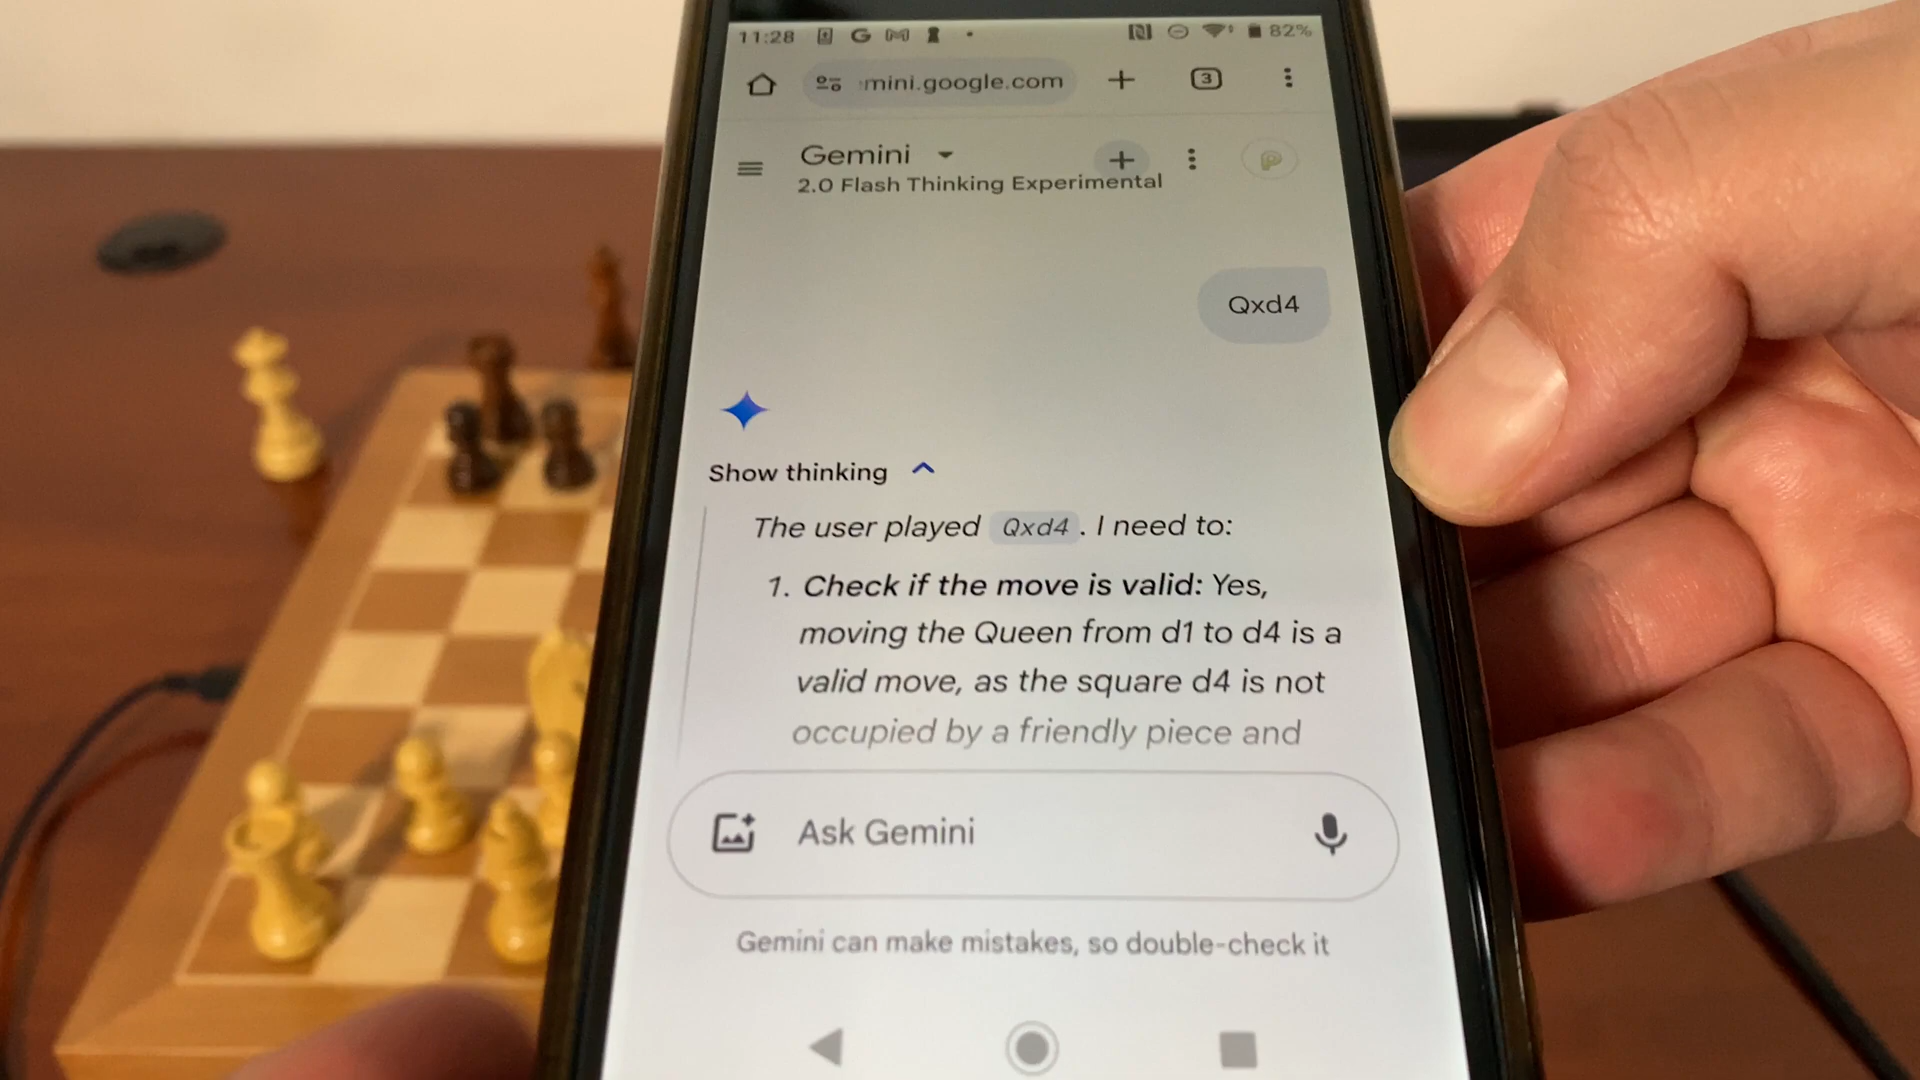 11:28 82%
mini.google.com 3
Gemini
2.0 Flash Thinking Experimental
Qxd4
Show thinking
The user played Qxd4. I need to:
1. Check if the move is valid: Yes,
moving the Queen from d1 to d4 is a
valid move, as the square d4 is not
occupied by a friendly piece and
Ask Gemini
Gemini can make mistakes, so double-check it